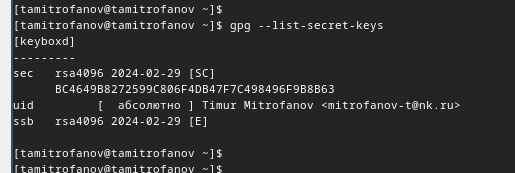 [tamitrofanov@tamitrofanov ~]$
[tamitrofanov@tamitrofanov ~]$ gpg --list-secret-keys
[keyboxd]
---------
sec   rsa4096 2024-02-29 [SC]
      BC4649B8272599C806F4DB47F7C498496F9B8B63
uid         [  абсолютно ] Timur Mitrofanov <mitrofanov-t@nk.ru>
ssb   rsa4096 2024-02-29 [E]

[tamitrofanov@tamitrofanov ~]$
[tamitrofanov@tamitrofanov ~]$